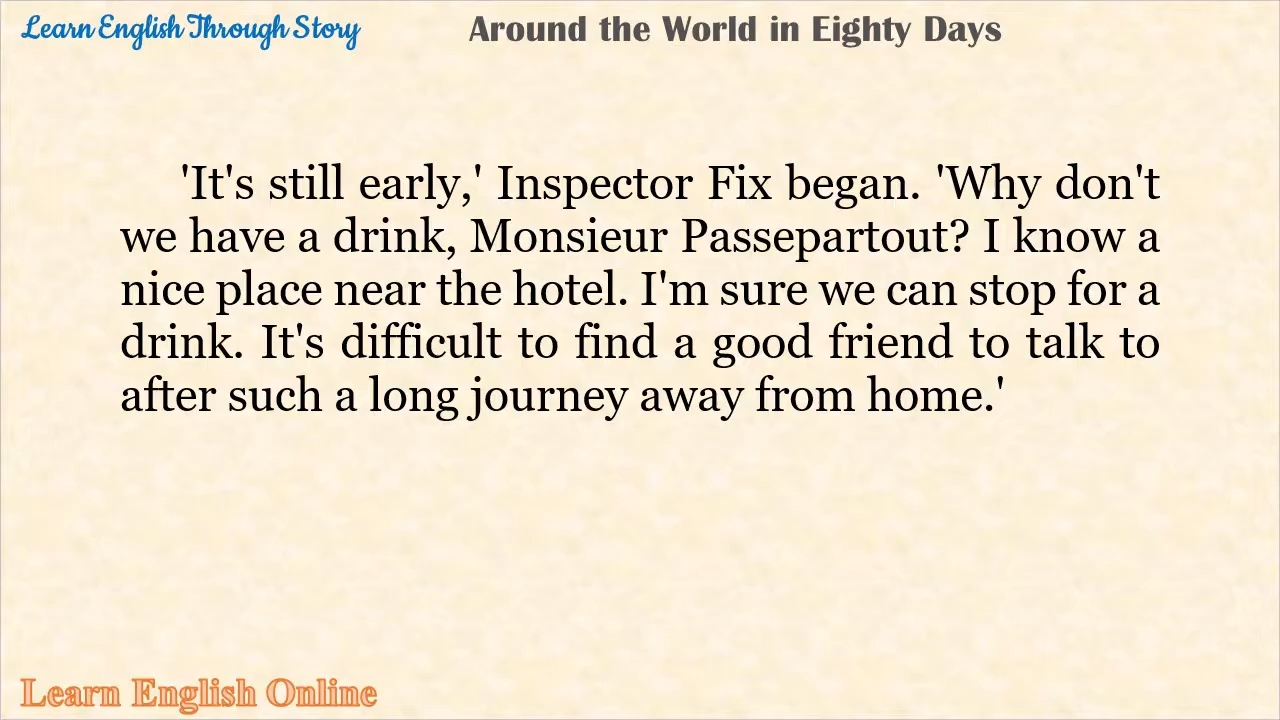 Learn English Through Story
Around the World in Eighty Days
'It's still early,' Inspector Fix began. 'Why don't
we have a drink, Monsieur Passepartout? I know a
nice place near the hotel. I'm sure we can stop for a
drink. It's difficult to find a good friend to talk to
after such a long journey away from home.'
Learn English Online